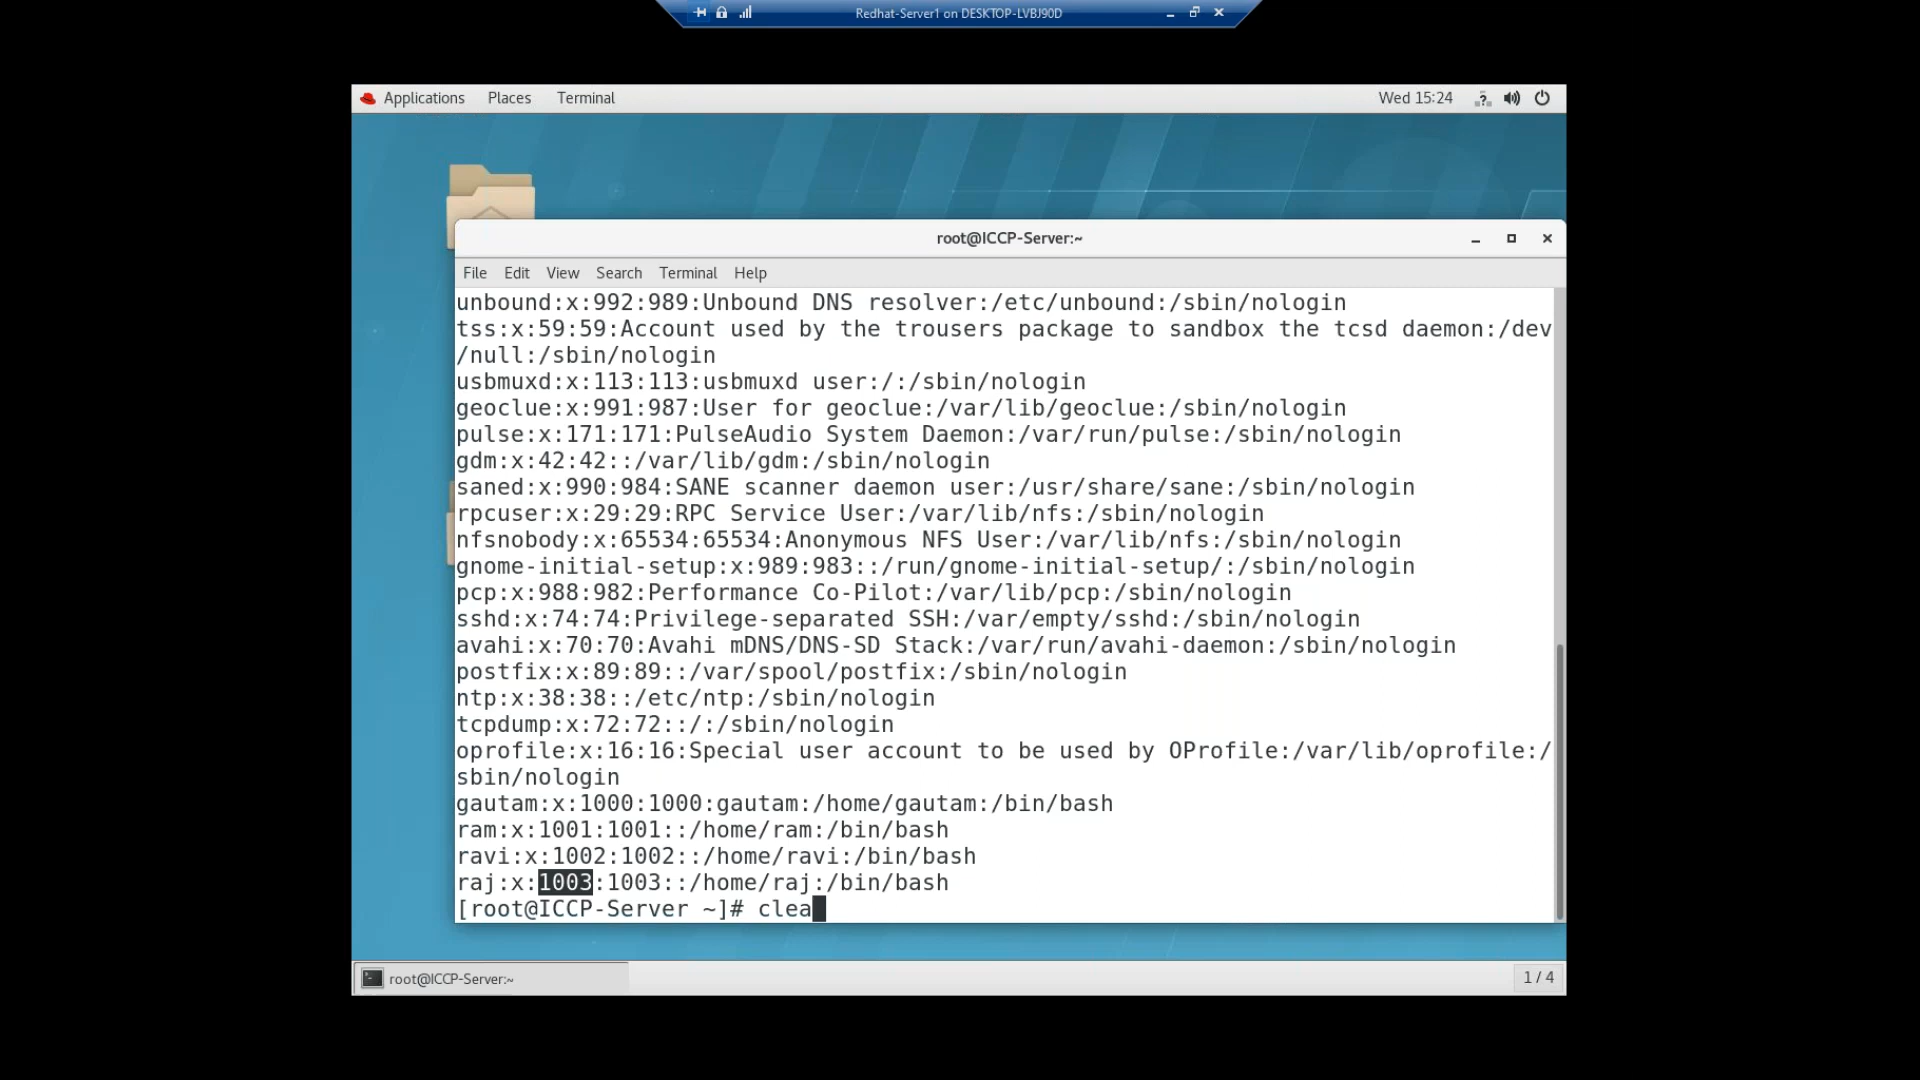 Redhat-Server1 on DESKTOP-LVBJ90D
Applications Places Terminal Wed 15:24
root@ICCP-Server:~
File Edit View Search Terminal Help
unbound:x:992:989:Unbound DNS resolver:/etc/unbound:/sbin/nologin
tss:x:59:59:Account used by the trousers package to sandbox the tcsd daemon:/dev
/null:/sbin/nologin
usbmuxd:x:113:113:usbmuxd user:/:/sbin/nologin
geoclue:x:991:987:User for geoclue:/var/lib/geoclue:/sbin/nologin
pulse:x:171:171:PulseAudio System Daemon:/var/run/pulse:/sbin/nologin
gdm:x:42:42::/var/lib/gdm:/sbin/nologin
saned:x:990:984:SANE scanner daemon user:/usr/share/sane:/sbin/nologin
rpcuser:x:29:29:RPC Service User:/var/lib/nfs:/sbin/nologin
nfsnobody:x:65534:65534:Anonymous NFS User:/var/lib/nfs:/sbin/nologin
gnome-initial-setup:x:989:983::/run/gnome-initial-setup/:/sbin/nologin
pcp:x:988:982:Performance Co-Pilot:/var/lib/pcp:/sbin/nologin
sshd:x:74:74:Privilege-separated SSH:/var/empty/sshd:/sbin/nologin
avahi:x:70:70:Avahi mDNS/DNS-SD Stack:/var/run/avahi-daemon:/sbin/nologin
postfix:x:89:89::/var/spool/postfix:/sbin/nologin
ntp:x:38:38::/etc/ntp:/sbin/nologin
tcpdump:x:72:72::/:/sbin/nologin
oprofile:x:16:16:Special user account to be used by OProfile:/var/lib/oprofile:/
sbin/nologin
gautam:x:1000:1000:gautam:/home/gautam:/bin/bash
ram:x:1001:1001::/home/ram:/bin/bash
ravi:x:1002:1002::/home/ravi:/bin/bash
raj:x:1003:1003::/home/raj:/bin/bash
[root@ICCP-Server ~]# clea
root@ICCP-Server:~ 1 / 4